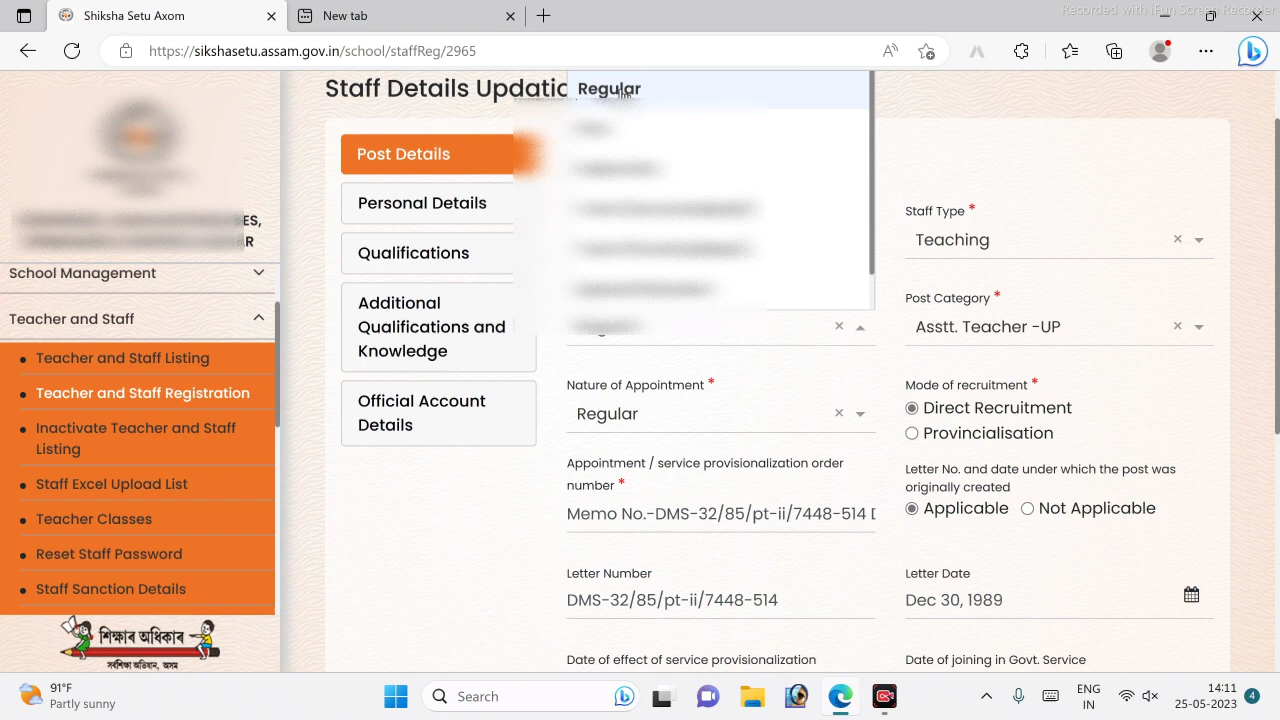 Recorded with iFun Screen Recorder
Shiksha Setu Axom
New tab
https://sikshasetu.assam.gov.in/school/staffReg/2965
ES,
R
School Management
Teacher and Staff
Teacher and Staff Listing
Teacher and Staff Registration
Inactivate Teacher and Staff
Listing
Staff Excel Upload List
Teacher Classes
Reset Staff Password
Staff Sanction Details
শিক্ষাৰ অধিকাৰ
সৰ্বশিক্ষা অভিযান, অসম
Staff Details Updatio
Post Details
Personal Details
Qualifications
Additional
Qualifications and
Knowledge
Official Account
Details
Regular
Staff Type *
Teaching
Post Category *
Asstt. Teacher -UP
Nature of Appointment *
Regular
Mode of recruitment *
Direct Recruitment
Provincialisation
Appointment / service provisionalization order
number *
Memo No.-DMS-32/85/pt-ii/7448-514 D
Letter No. and date under which the post was
originally created
Applicable Not Applicable
Letter Number
DMS-32/85/pt-ii/7448-514
Letter Date
Dec 30, 1989
Date of effect of service provisionalization
Date of joining in Govt. Service
91°F
Partly sunny
Search
ENG
IN
14:11
25-05-2023
4